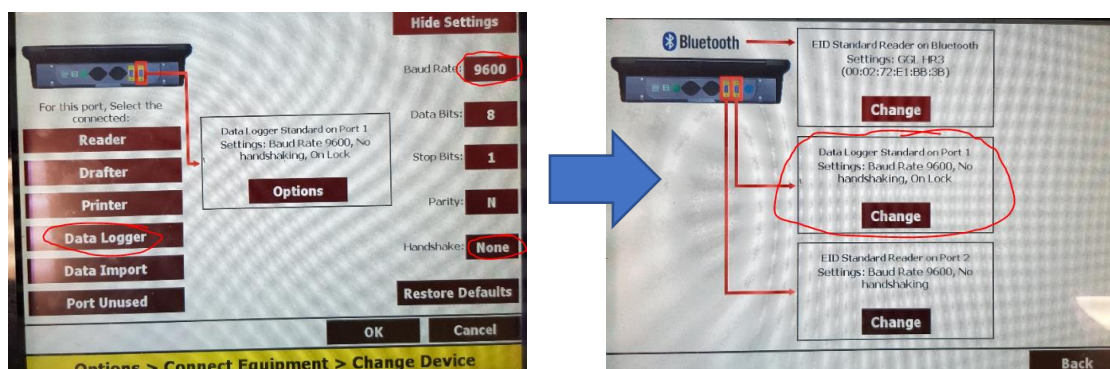 Hide Settings
Baud Rate: 9600
For this port, Select the
connected:
Data Bits: 8
Reader
Data Logger Standard on Port 1
Settings: Baud Rate 9600, No
handshaking, On Lock
Stop Bits: 1
Drafter
Options
Printer
Parity: N
Data Logger
Handshake: None
Data Import
Port Unused
Restore Defaults
OK
Cancel
Options > Connect Equipment > Change Device
Bluetooth
EID Standard Reader on Bluetooth
Settings: GGL HR3
(00:02:72:E1:BB:3B)
Change
Data Logger Standard on Port 1
Settings: Baud Rate 9600, No
handshaking, On Lock
Change
EID Standard Reader on Port 2
Settings: Baud Rate 9600, No
handshaking
Change
Back